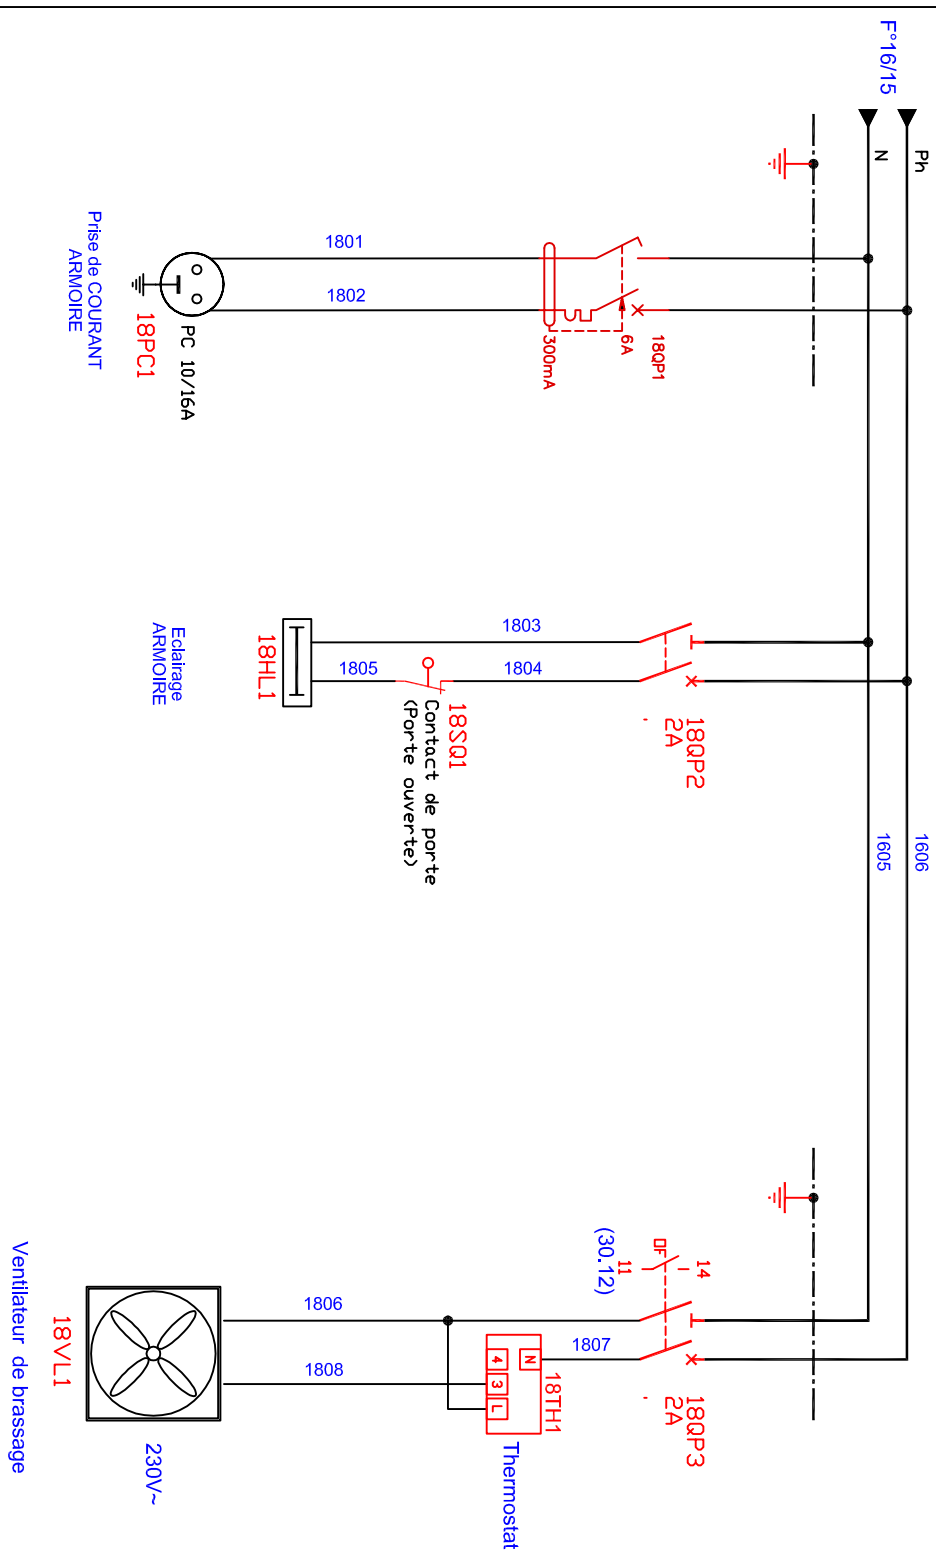 F°16/15
Ph
N
1801
1802
18QP1
6A
300mA
PC 10/16A
18PC1
Prise de COURANT
ARMOIRE
1803
1804
1805
18QP2
2A
18SQ1
Contact de porte
(Porte ouverte)
18HL1
Eclairage
ARMOIRE
1606
1605
14
11
OF
(30.12)
18QP3
2A
1806
1807
1808
N
4
3
L
18TH1
Thermostat
18VL1
230V~
Ventilateur de brassage